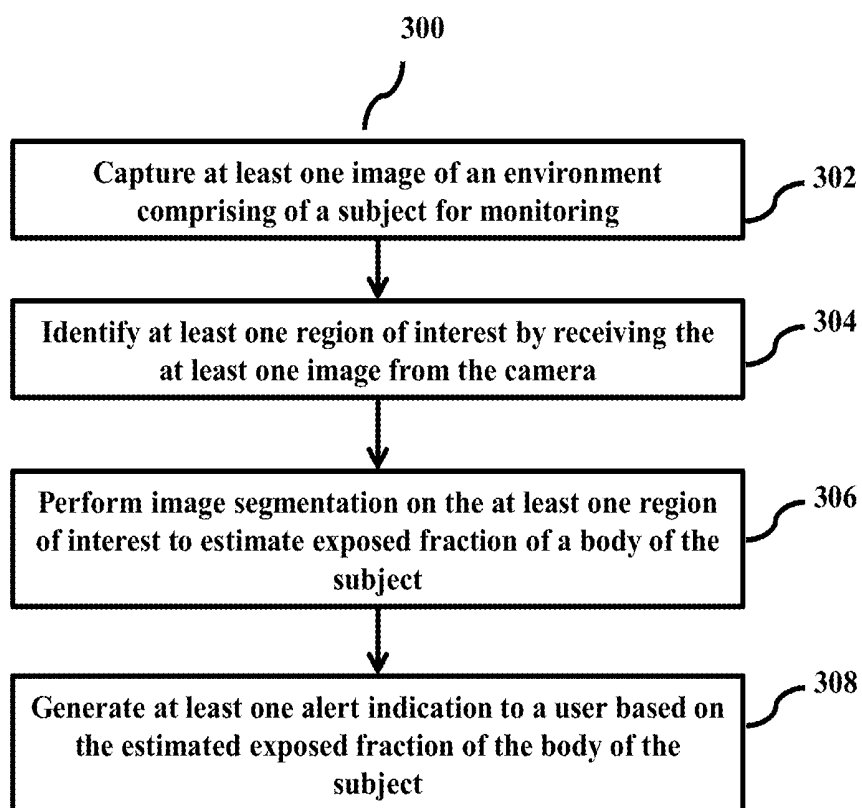 300
Capture at least one image of an environment
comprising of a subject for monitoring
302
Identify at least one region of interest by receiving the
at least one image from the camera
304
Perform image segmentation on the at least one region
of interest to estimate exposed fraction of a body of the
subject
306
Generate at least one alert indication to a user based on
the estimated exposed fraction of the body of the
subject
308